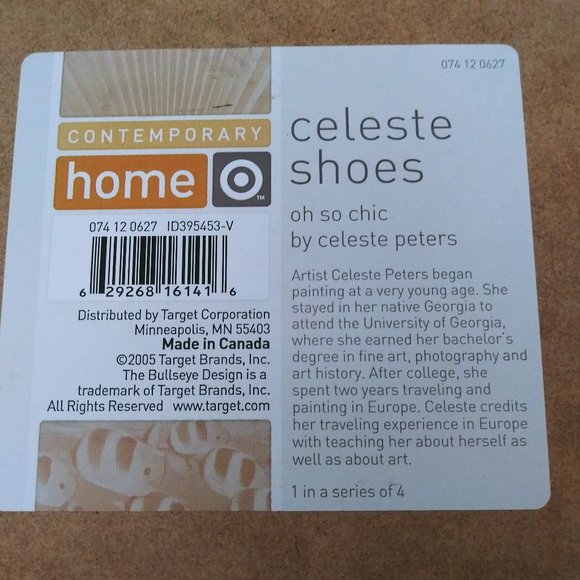 074 12 0627
CONTEMPORARY
home
TM
074 12 0627 ID395453-V
6 29268 16141 6
Distributed by Target Corporation
Minneapolis, MN 55403
Made in Canada
©2005 Target Brands, Inc.
The Bullseye Design is a
trademark of Target Brands, Inc.
All Rights Reserved www.target.com
celeste
shoes
oh so chic
by celeste peters
Artist Celeste Peters began
painting at a very young age. She
stayed in her native Georgia to
attend the University of Georgia,
where she earned her bachelor's
degree in fine art, photography and
art history. After college, she
spent two years traveling and
painting in Europe. Celeste credits
her traveling experience in Europe
with teaching her about herself as
well as about art.
1 in a series of 4